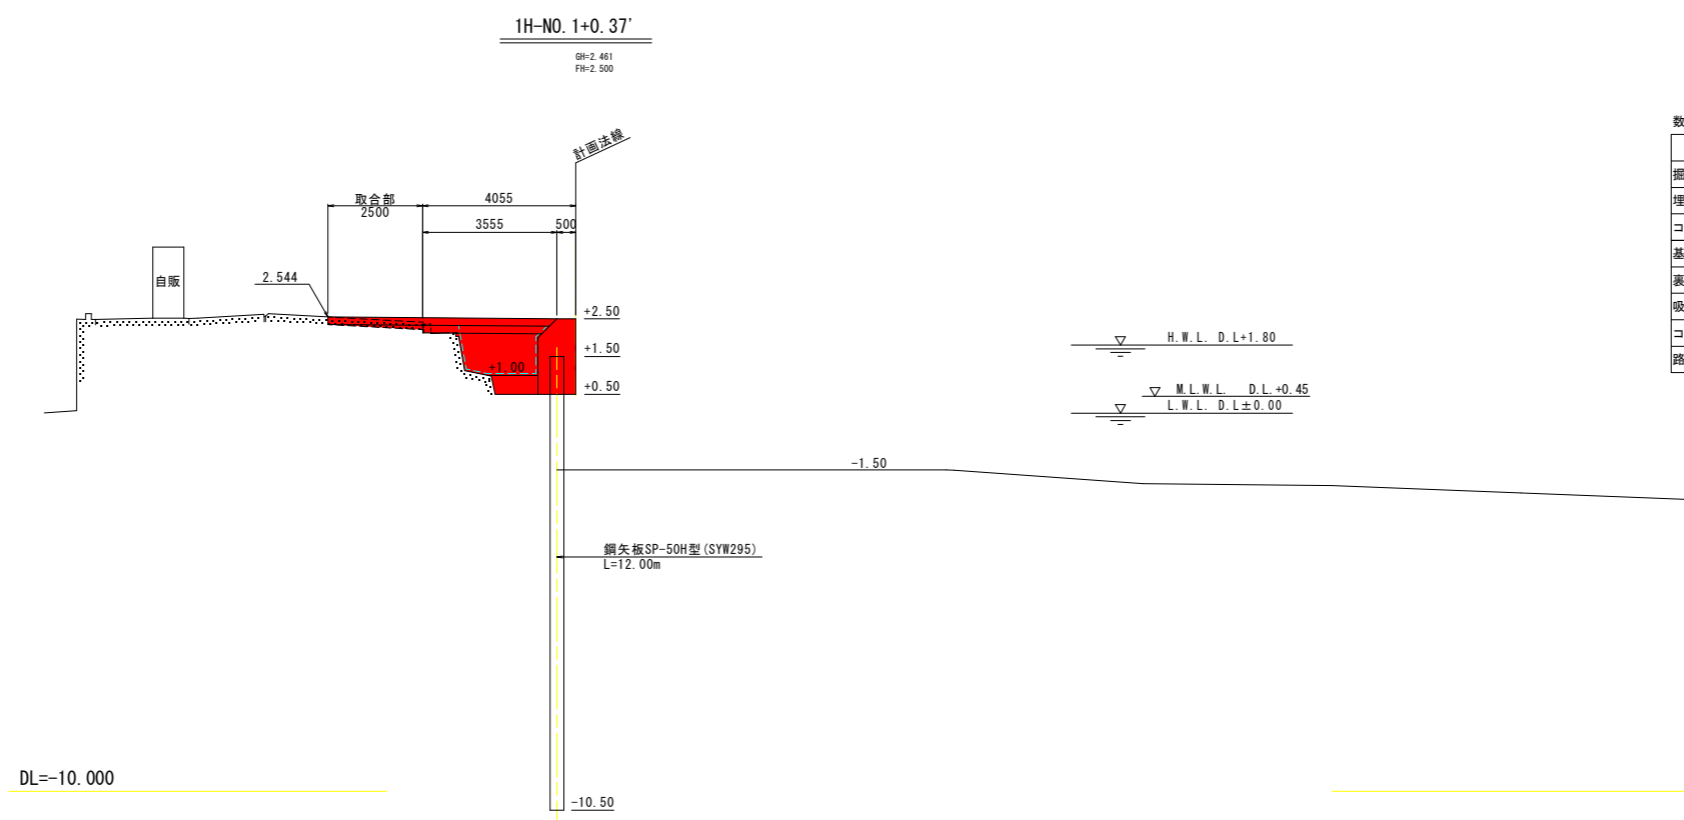 1H-NO.1+0.37'
GH=2.461
FH=2.500
計画法線
数
取合部
2500
4055
3555
500
掘
埋
コ
基
裏
吸
コ
路
自販
2.544
+2.50
+1.50
+1.00
+0.50
H.W.L. D.L+1.80
M.L.W.L. D.L.+0.45
L.W.L. D.L±0.00
-1.50
鋼矢板SP-50H型(SYW295)
L=12.00m
DL=-10.000
-10.50